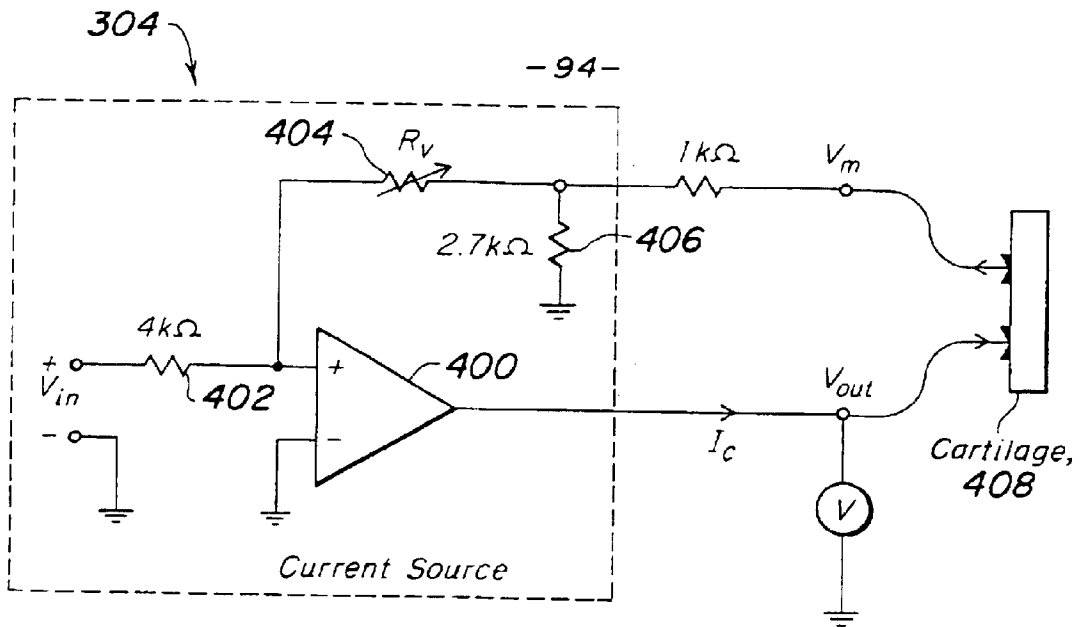 304
-94-
404
Rv
1kΩ
Vm
2.7kΩ
406
4kΩ
+
Vin
-
402
+
-
400
Vout
Ic
V
Cartilage,
408
Current Source